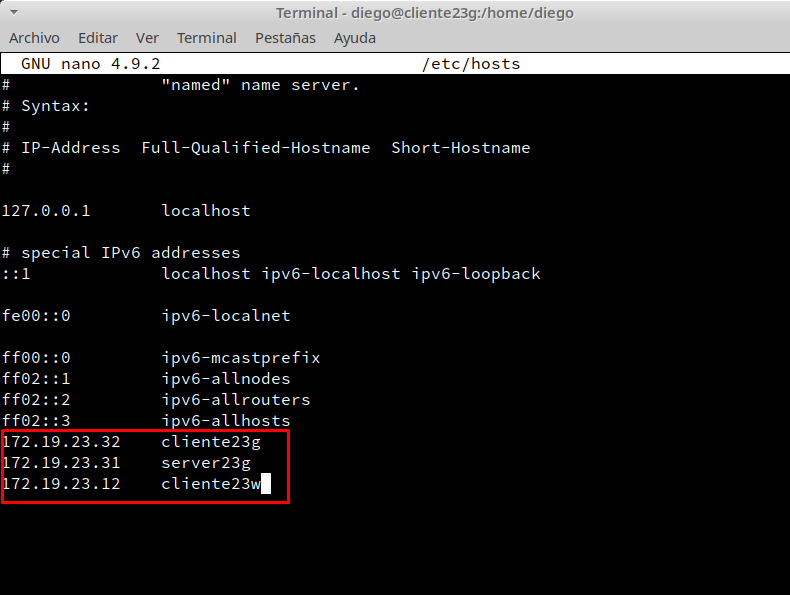 Terminal - diego@cliente23g:/home/diego
Archivo Editar Ver Terminal Pestañas Ayuda
GNU nano 4.9.2 /etc/hosts
# "named" name server.
# Syntax:
#
# IP-Address Full-Qualified-Hostname Short-Hostname
#
127.0.0.1 localhost
# special IPv6 addresses
::1 localhost ipv6-localhost ipv6-loopback
fe00::0 ipv6-localnet
ff00::0 ipv6-mcastprefix
ff02::1 ipv6-allnodes
ff02::2 ipv6-allrouters
ff02::3 ipv6-allhosts
172.19.23.32 cliente23g
172.19.23.31 server23g
172.19.23.12 cliente23w